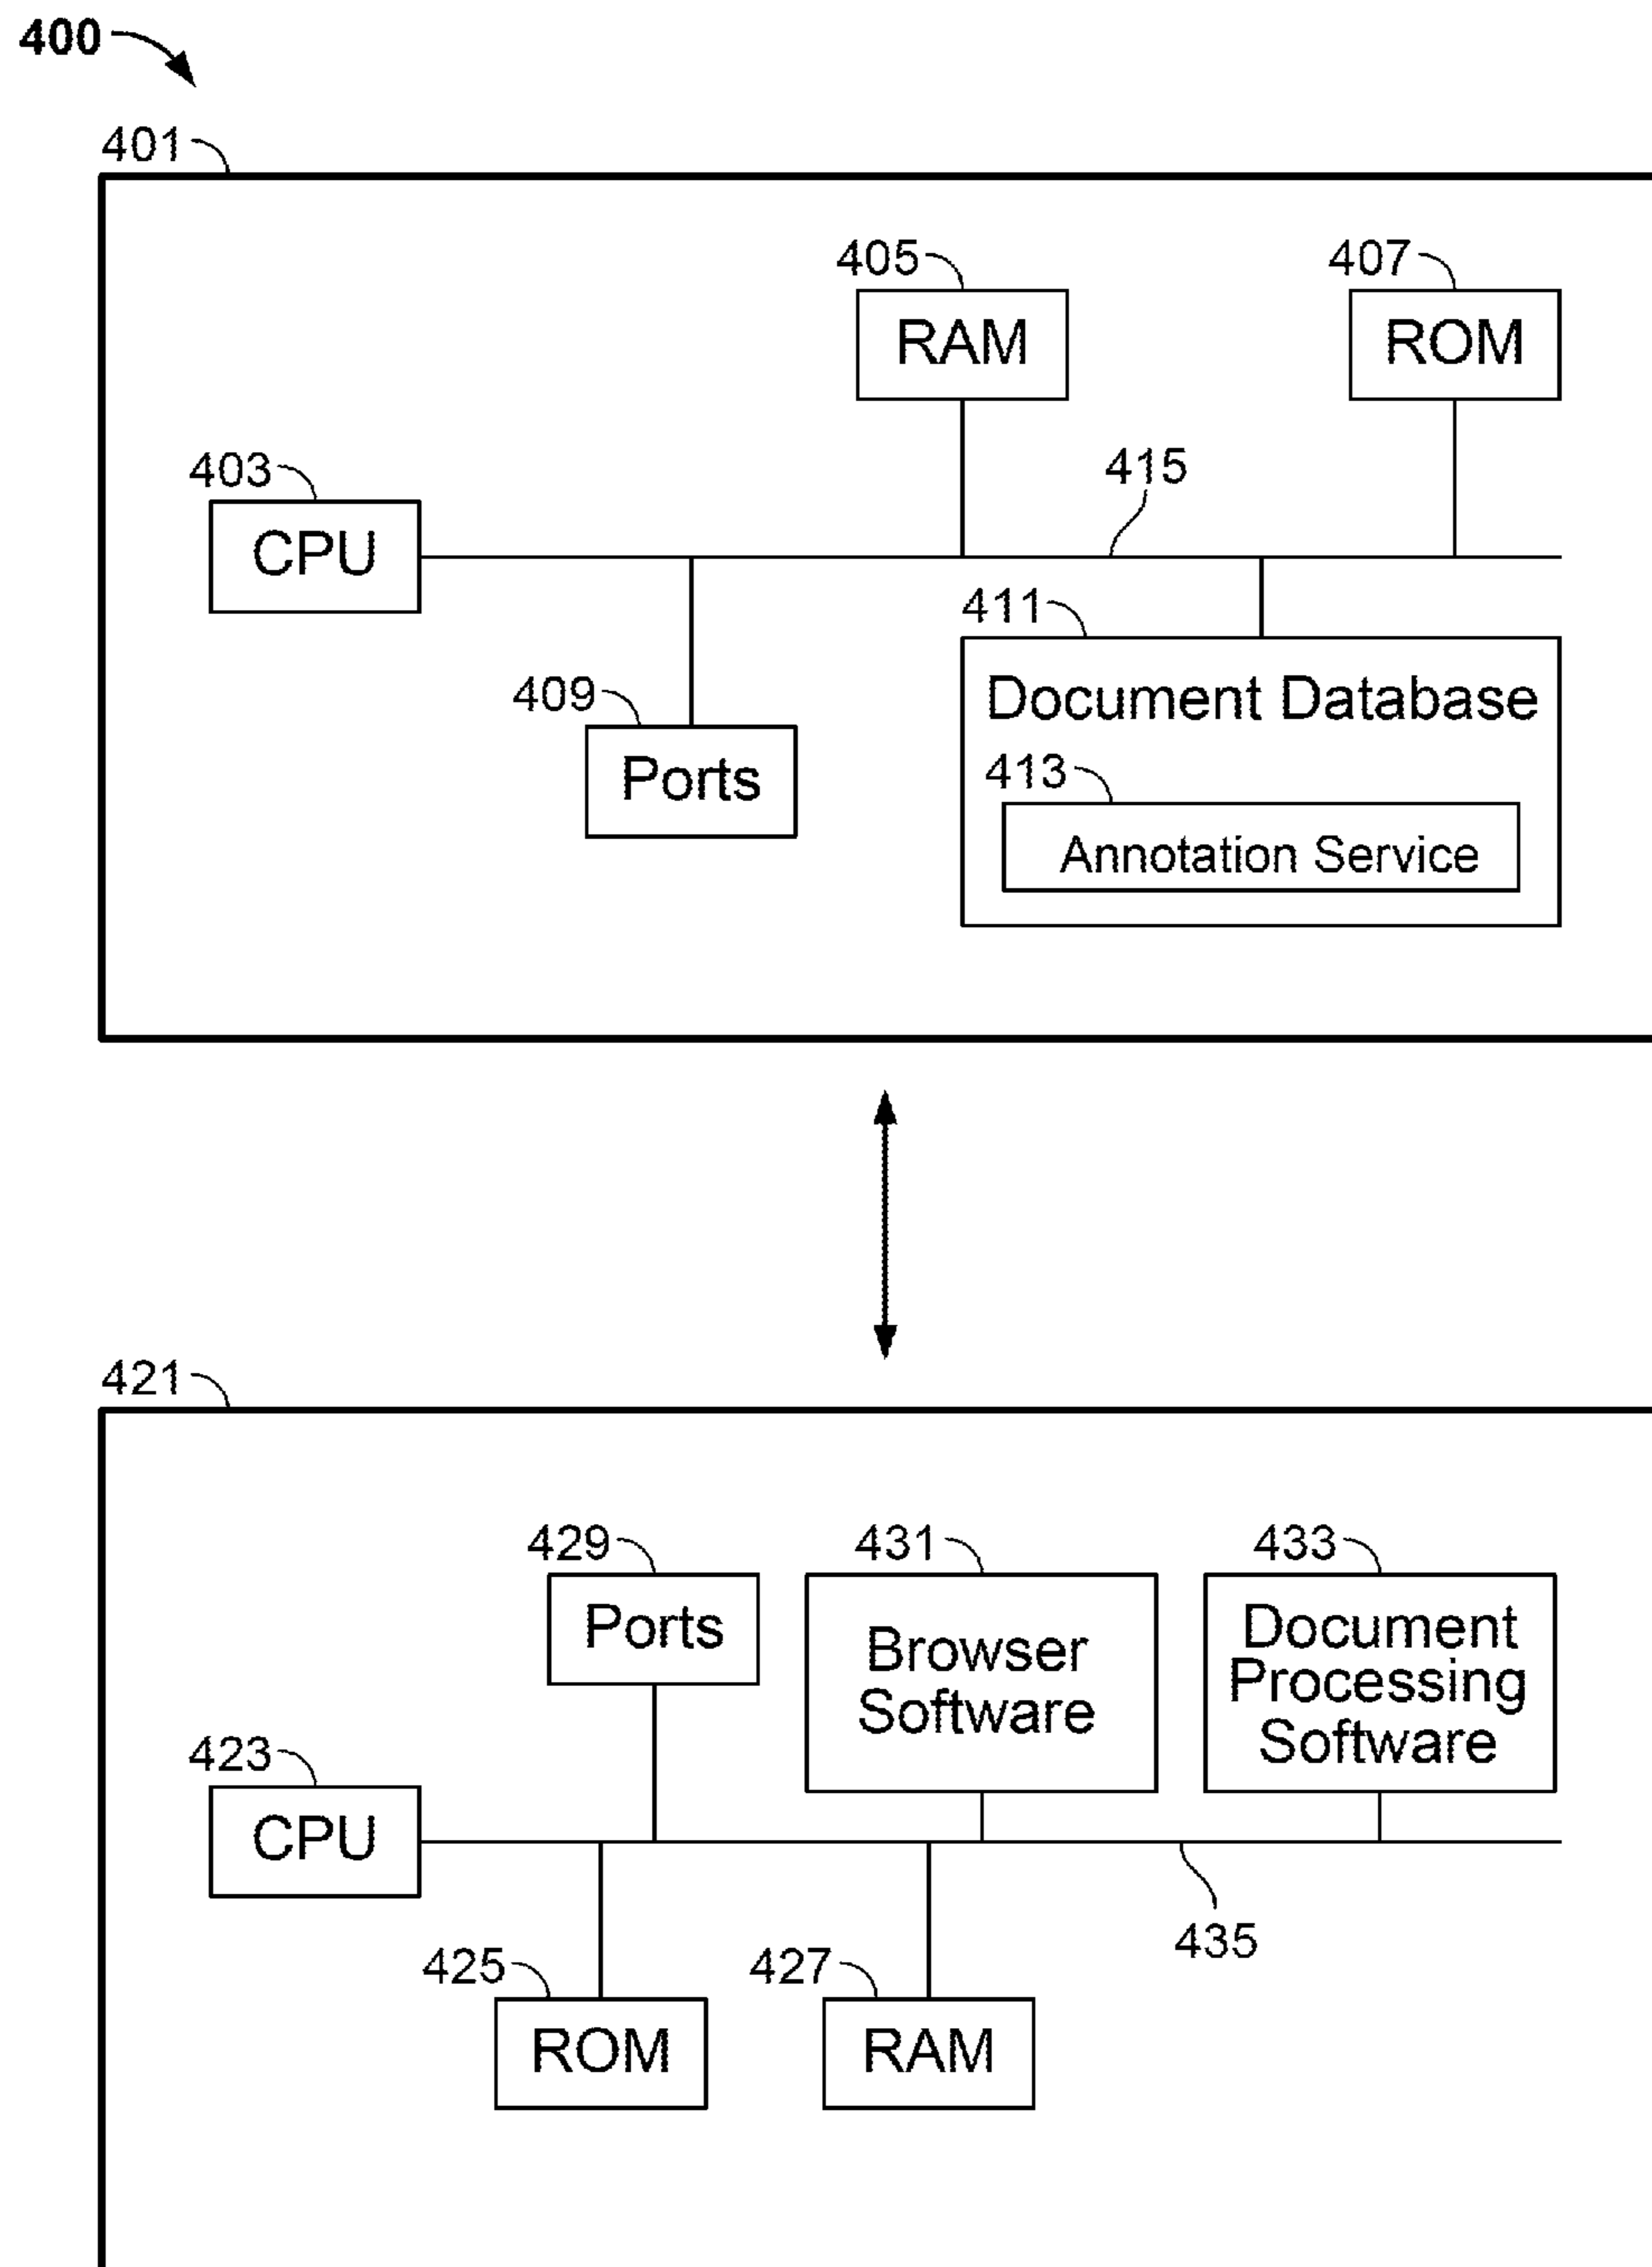 400
401
405
407
RAM
ROM
403
415
CPU
411
409
Document Database
Ports
413
Annotation Service
421
429
431
433
Ports
Browser
Software
Document
Processing
Software
423
CPU
435
425
427
ROM
RAM